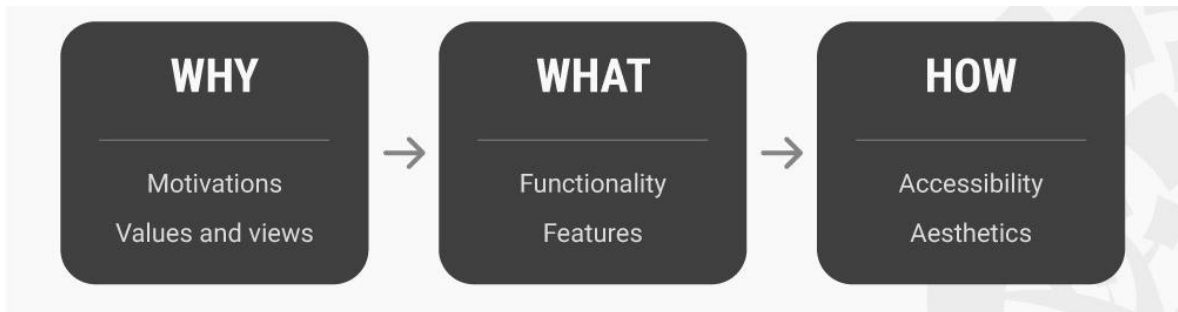 WHY
Motivations
Values and views
WHAT
Functionality
Features
HOW
Accessibility
Aesthetics